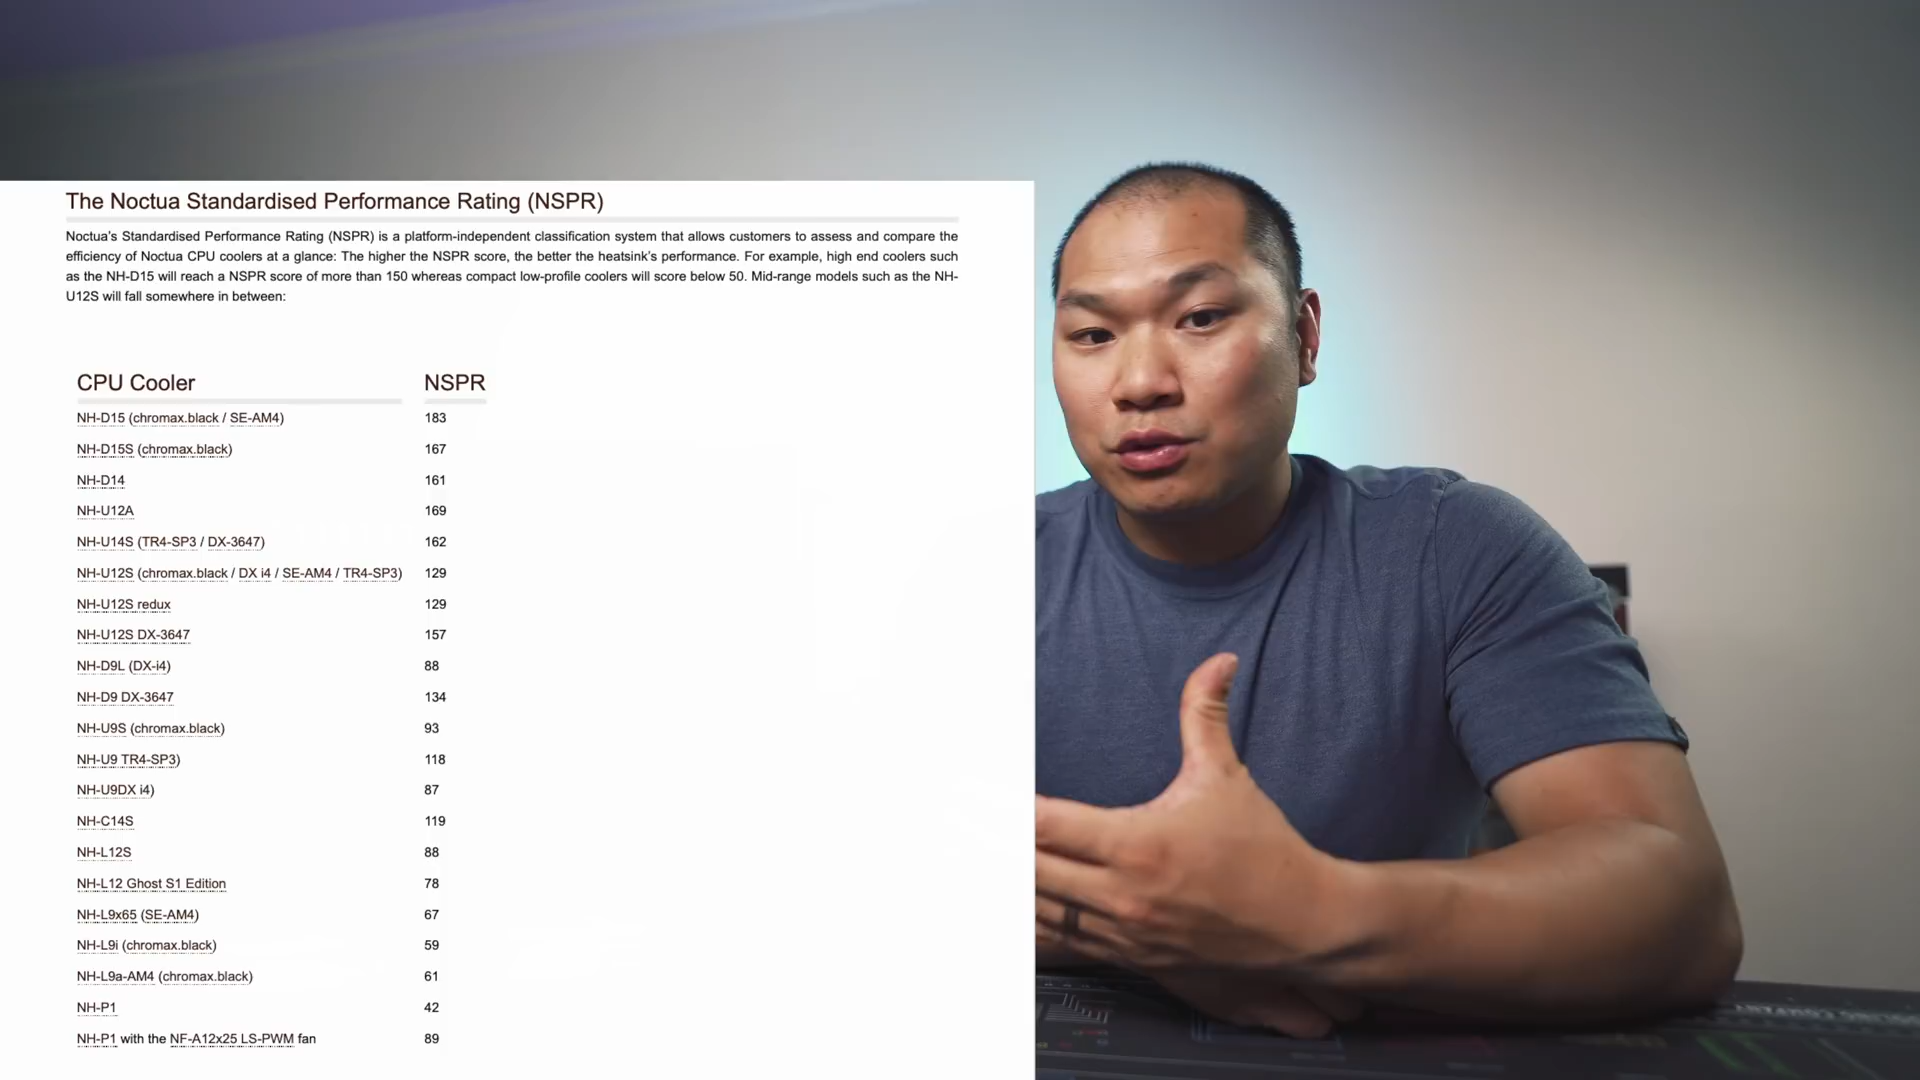 The Noctua Standardised Performance Rating (NSPR)
Noctua's Standardised Performance Rating (NSPR) is a platform-independent classification system that allows customers to assess and compare the
efficiency of Noctua CPU coolers at a glance: The higher the NSPR score, the better the heatsink's performance. For example, high end coolers such
as the NH-D15 will reach a NSPR score of more than 150 whereas compact low-profile coolers will score below 50. Mid-range models such as the NH-
U12S will fall somewhere in between:
CPU Cooler NSPR
NH-D15 (chromax.black / SE-AM4) 183
NH-D15S (chromax.black) 167
NH-D14 161
NH-U12A 169
NH-U14S (TR4-SP3 / DX-3647) 162
NH-U12S (chromax.black / DX i4 / SE-AM4 / TR4-SP3) 129
NH-U12S redux 129
NH-U12S DX-3647 157
NH-D9L (DX-i4) 88
NH-D9 DX-3647 134
NH-U9S (chromax.black) 93
NH-U9 TR4-SP3) 118
NH-U9DX i4) 87
NH-C14S 119
NH-L12S 88
NH-L12 Ghost S1 Edition 78
NH-L9x65 (SE-AM4) 67
NH-L9i (chromax.black) 59
NH-L9a-AM4 (chromax.black) 61
NH-P1 42
NH-P1 with the NF-A12x25 LS-PWM fan 89